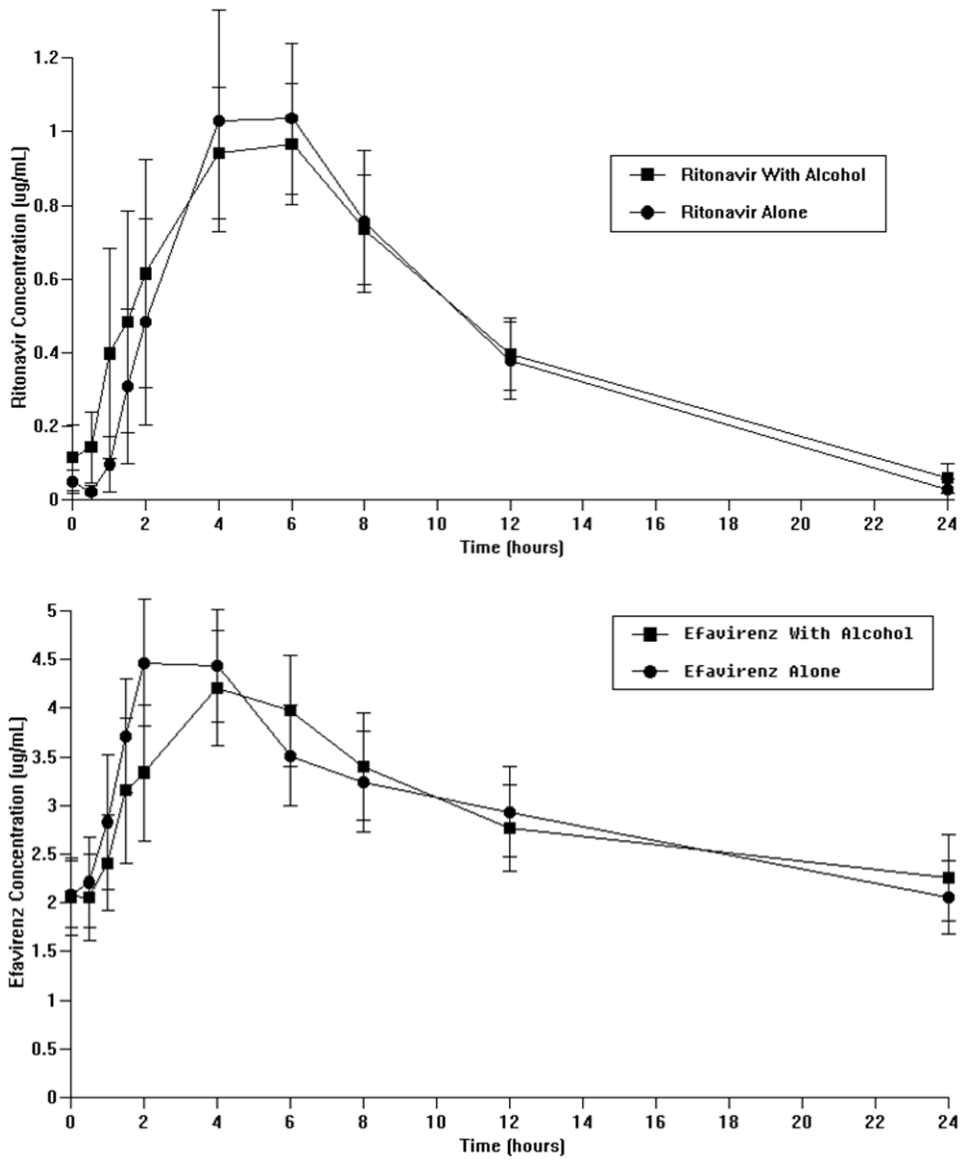 1.2
1
0.8
0.6
0.4
0.2
0
Ritonavir Concentration [ug/mL]
Ritonavir With Alcohol
Ritonavir Alone
0 2 4 6 8 10 12 14 16 18 20 22 24
Time [hours]
5
4.5
4
3.5
3
2.5
2
1.5
1
0.5
0
Efavirenz Concentration [ug/mL]
Efavirenz With Alcohol
Efavirenz Alone
0 2 4 6 8 10 12 14 16 18 20 22 24
Time [hours]